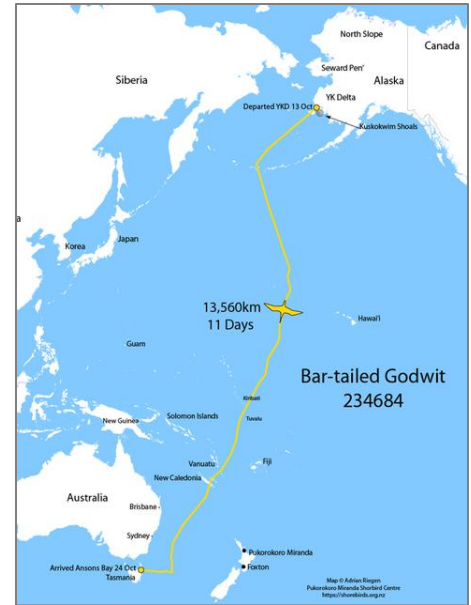 North Slope
Canada
Seward Pen'
Siberia
Alaska
YK Delta
Departed YKD 13 Oct
Kuskokwim Shoals
a
Korea
Japan
13,560km
11 Days
Hawai'i
Guam
Bar-tailed Godwit
234684
Kiribati
Tuvalu
Solomon Islands
New Guinea
Vanuatu
Fiji
New Caledonia
Australia
Brisbane
Sydney
Pukorokoro Miranda
Foxton
Arrived Ansons Bay 24 Oct
Tasmania
Map © Adrian Riegen
Pukorokoro Miranda Shorbird Centre
https://shorebirds.org.nz